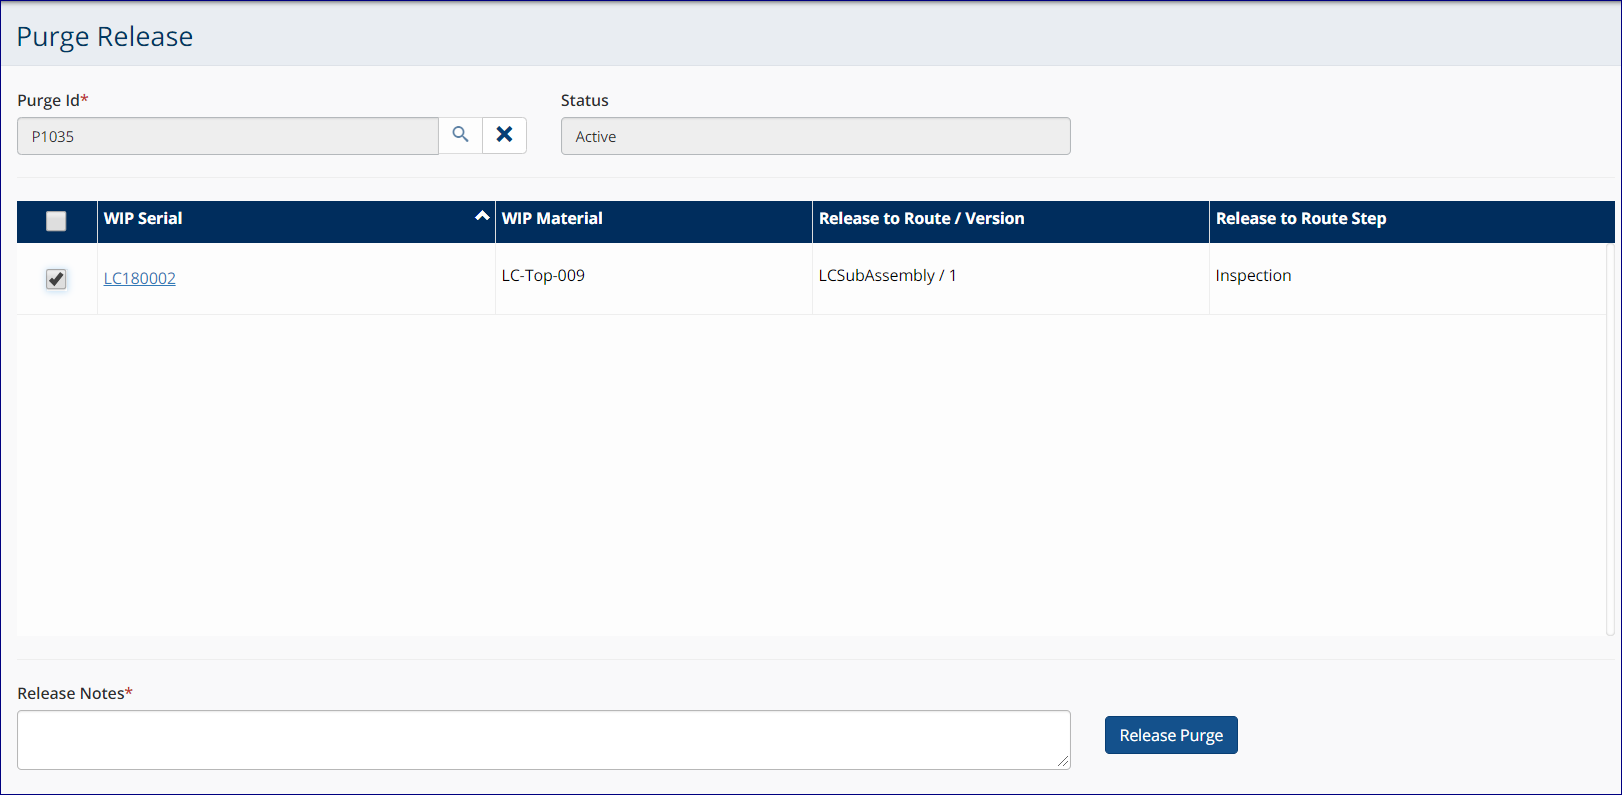 Purge Release
Purge Id*
Status
P1035
Active
WIP Serial
WIP Material
Release to Route / Version
Release to Route Step
LC180002
LC-Top-009
LCSubAssembly / 1
Inspection
Release Notes*
Release Purge